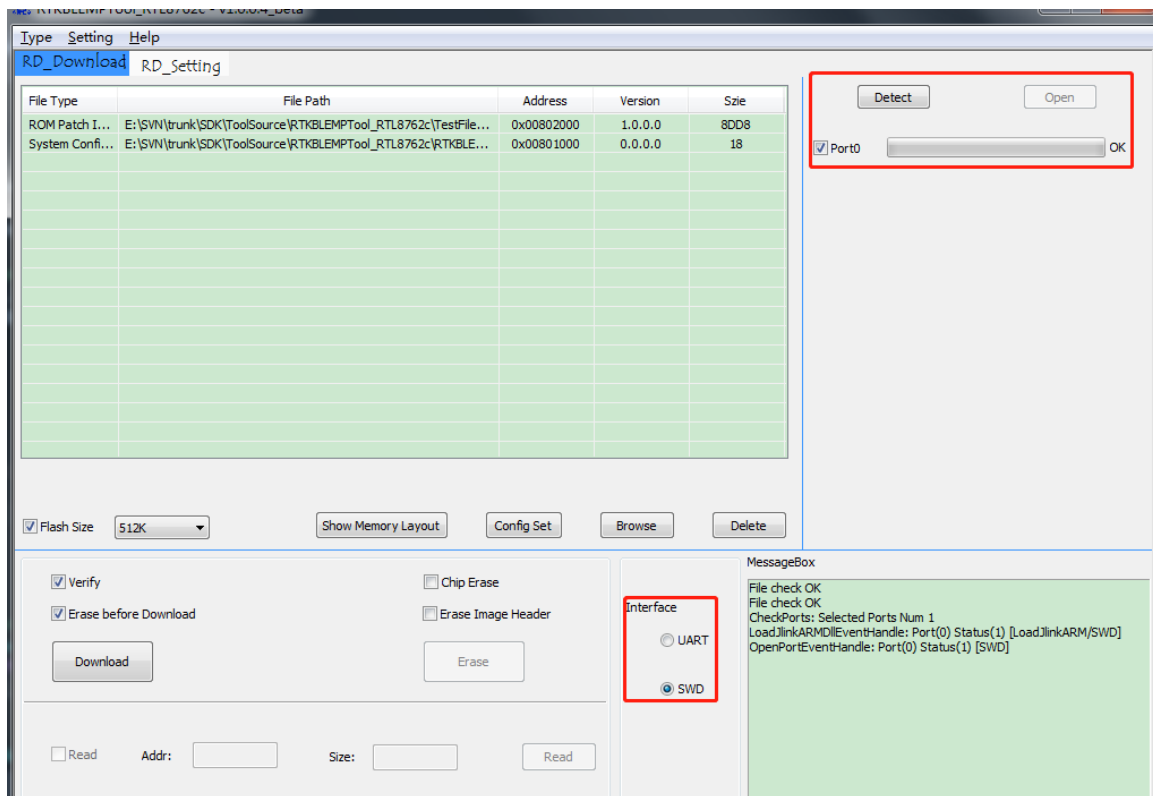 RTKBLEMPTool_RTL8762c - v1.0.0.4_beta
Type Setting Help
RD_Download RD_Setting
File Type File Path Address Version Szie
ROM Patch I... E:\SVN\trunk\SDK\ToolSource\RTKBLEMPTool_RTL8762c\TestFile... 0x00802000 1.0.0.0 8DD8
System Confi... E:\SVN\trunk\SDK\ToolSource\RTKBLEMPTool_RTL8762c\RTKBLE... 0x00801000 0.0.0.0 18
Detect Open
Port0 OK
Flash Size 512K Show Memory Layout Config Set Browse Delete
Verify Chip Erase
Erase before Download Erase Image Header
Download Erase
Read Addr: Size: Read
Interface
UART
SWD
MessageBox
File check OK
File check OK
CheckPorts: Selected Ports Num 1
LoadJlinkARMDllEventHandle: Port(0) Status(1) [LoadJlinkARM/SWD]
OpenPortEventHandle: Port(0) Status(1) [SWD]